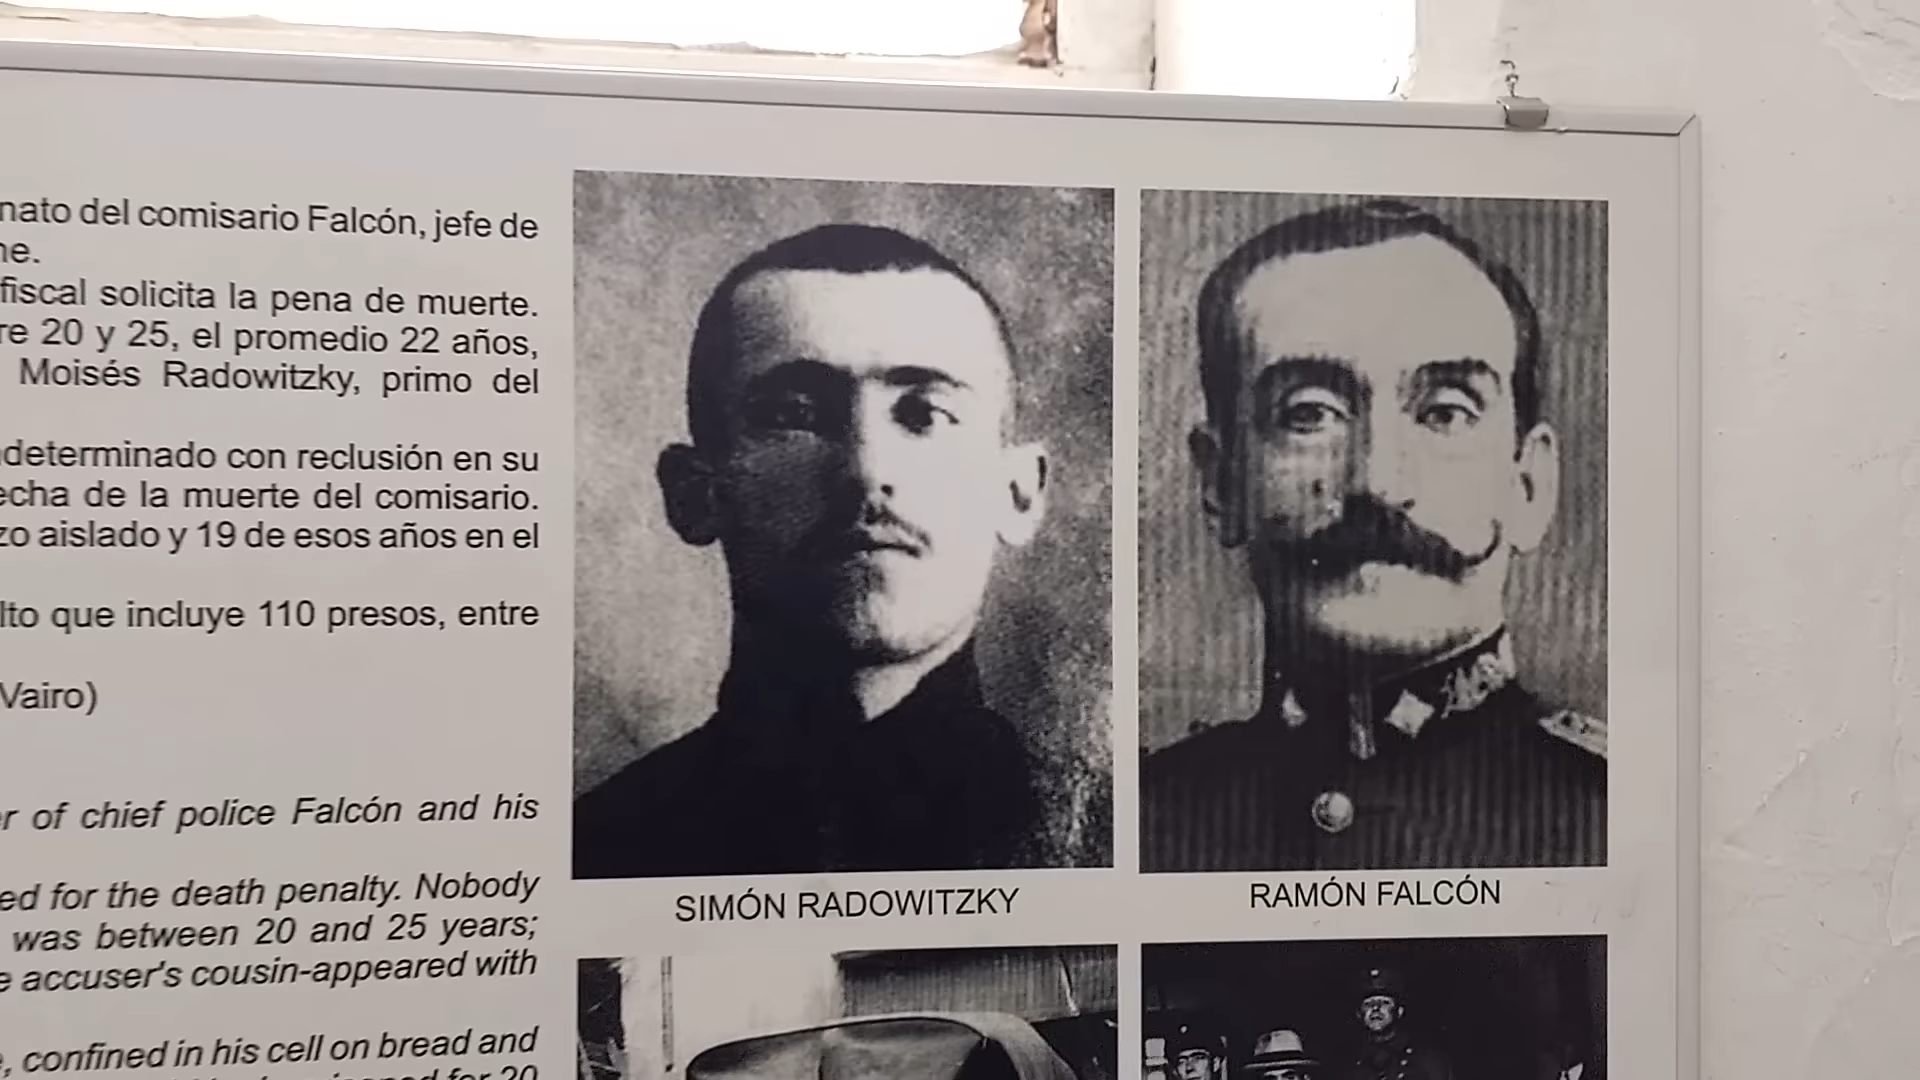 nato del comisario Falcón, jefe de
ne.
fiscal solicita la pena de muerte.
re 20 y 25, el promedio 22 años,
Moisés Radowitzky, primo del
determinado con reclusión en su
echa de la muerte del comisario.
zo aislado y 19 de esos años en el
lto que incluye 110 presos, entre
Vairo)
r of chief police Falcón and his
ed for the death penalty. Nobody
was between 20 and 25 years;
e accuser's cousin-appeared with
, confined in his cell on bread and
for 20
SIMÓN RADOWITZKY
RAMÓN FALCÓN